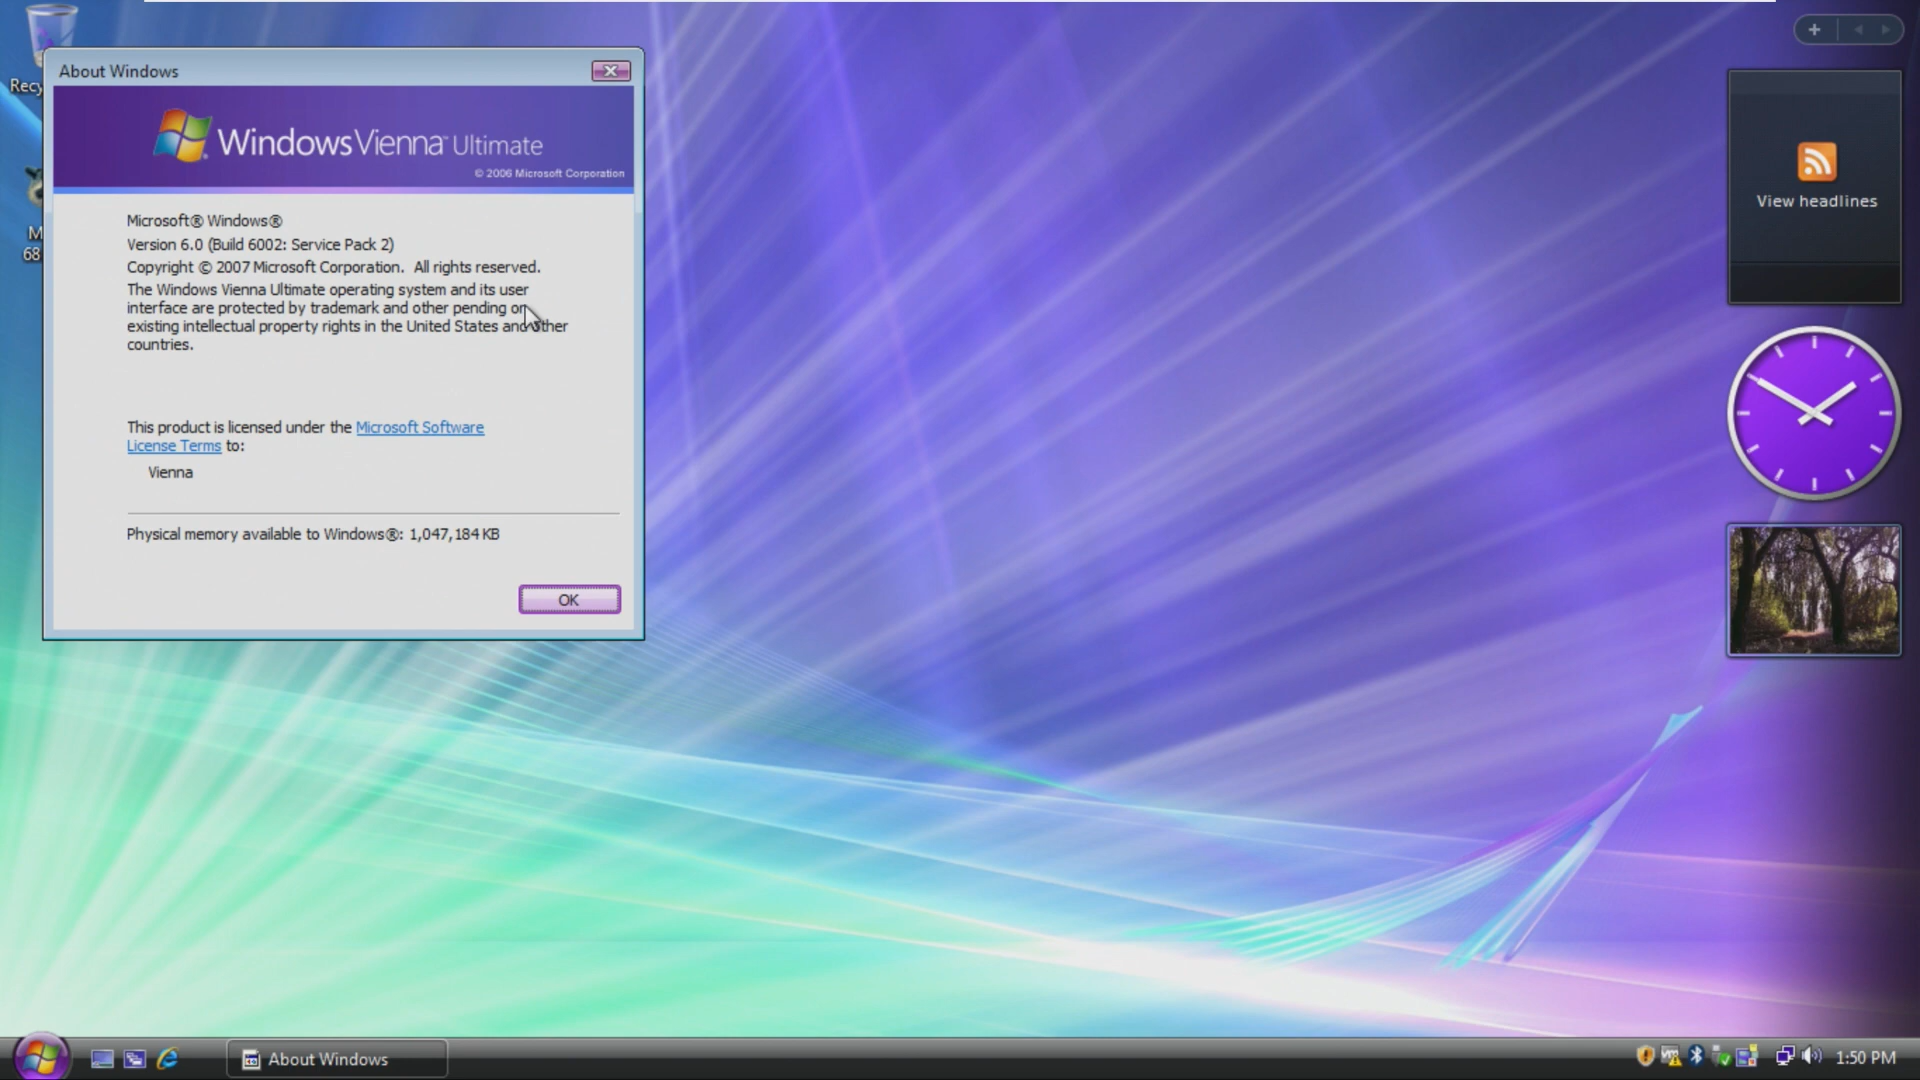 Recy
M
68
About Windows
Windows Vienna™ Ultimate
© 2006 Microsoft Corporation
Microsoft® Windows®
Version 6.0 (Build 6002: Service Pack 2)
Copyright © 2007 Microsoft Corporation. All rights reserved.
The Windows Vienna Ultimate operating system and its user
interface are protected by trademark and other pending or
existing intellectual property rights in the United States and other
countries.
This product is licensed under the Microsoft Software
License Terms to:
Vienna
Physical memory available to Windows®: 1,047,184 KB
OK
View headlines
About Windows
1:50 PM